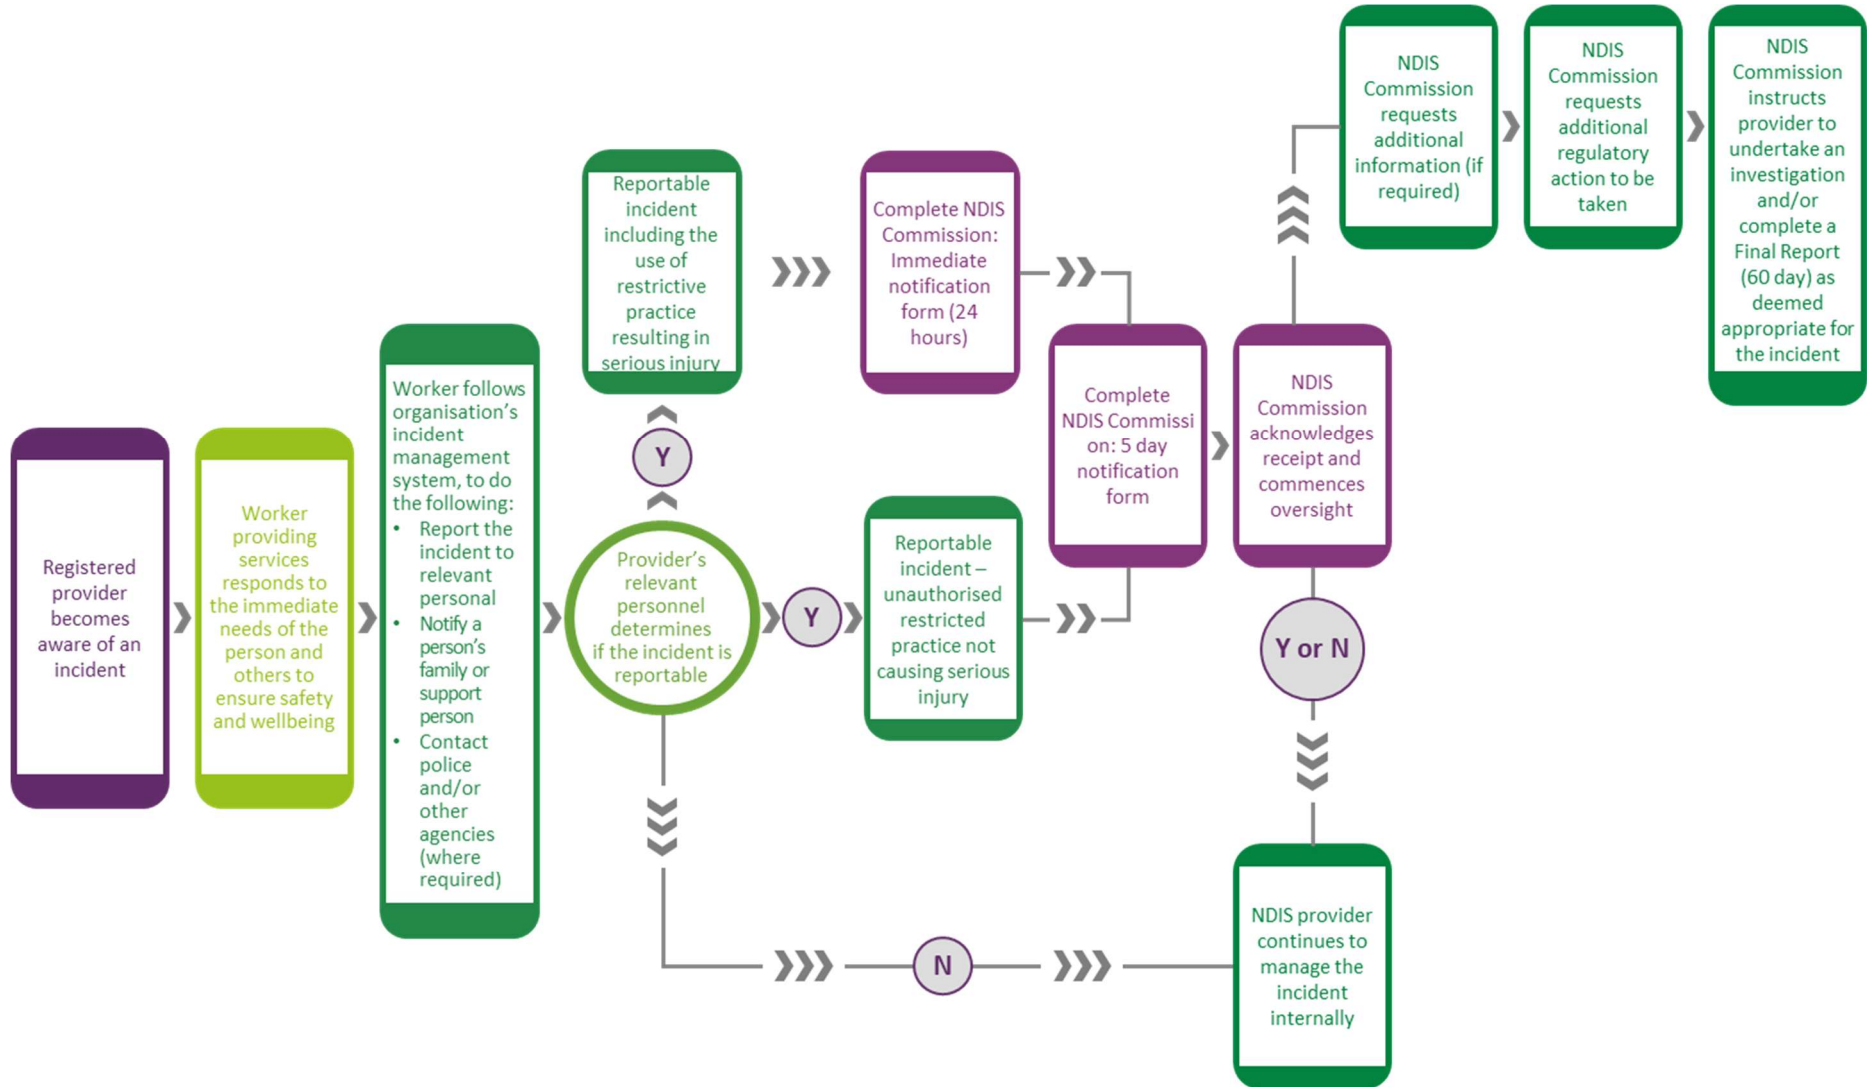 Registered
provider
becomes
aware of an
incident
Worker
providing
services
responds to
the immediate
needs of the
person and
others to
ensure safety
and wellbeing
Worker follows
organisation's
incident
management
system, to do
the following:
• Report the
incident to
relevant
personal
• Notify a
person's
family or
support
person
• Contact
police
and/or
other
agencies
(where
required)
Provider's
relevant
personnel
determines
if the incident is
reportable
Y
Reportable
incident
including the
use of
restrictive
practice
resulting in
serious injury
Complete NDIS
Commission:
Immediate
notification
form (24
hours)
Y
Reportable
incident –
unauthorised
restricted
practice not
causing serious
injury
Complete
NDIS Commissi
on: 5 day
notification
form
NDIS
Commission
acknowledges
receipt and
commences
oversight
NDIS
Commission
requests
additional
information (if
required)
NDIS
Commission
requests
additional
regulatory
action to be
taken
NDIS
Commission
instructs
provider to
undertake an
investigation
and/or
complete a
Final Report
(60 day) as
deemed
appropriate for
the incident
Y or N
N
NDIS provider
continues to
manage the
incident
internally